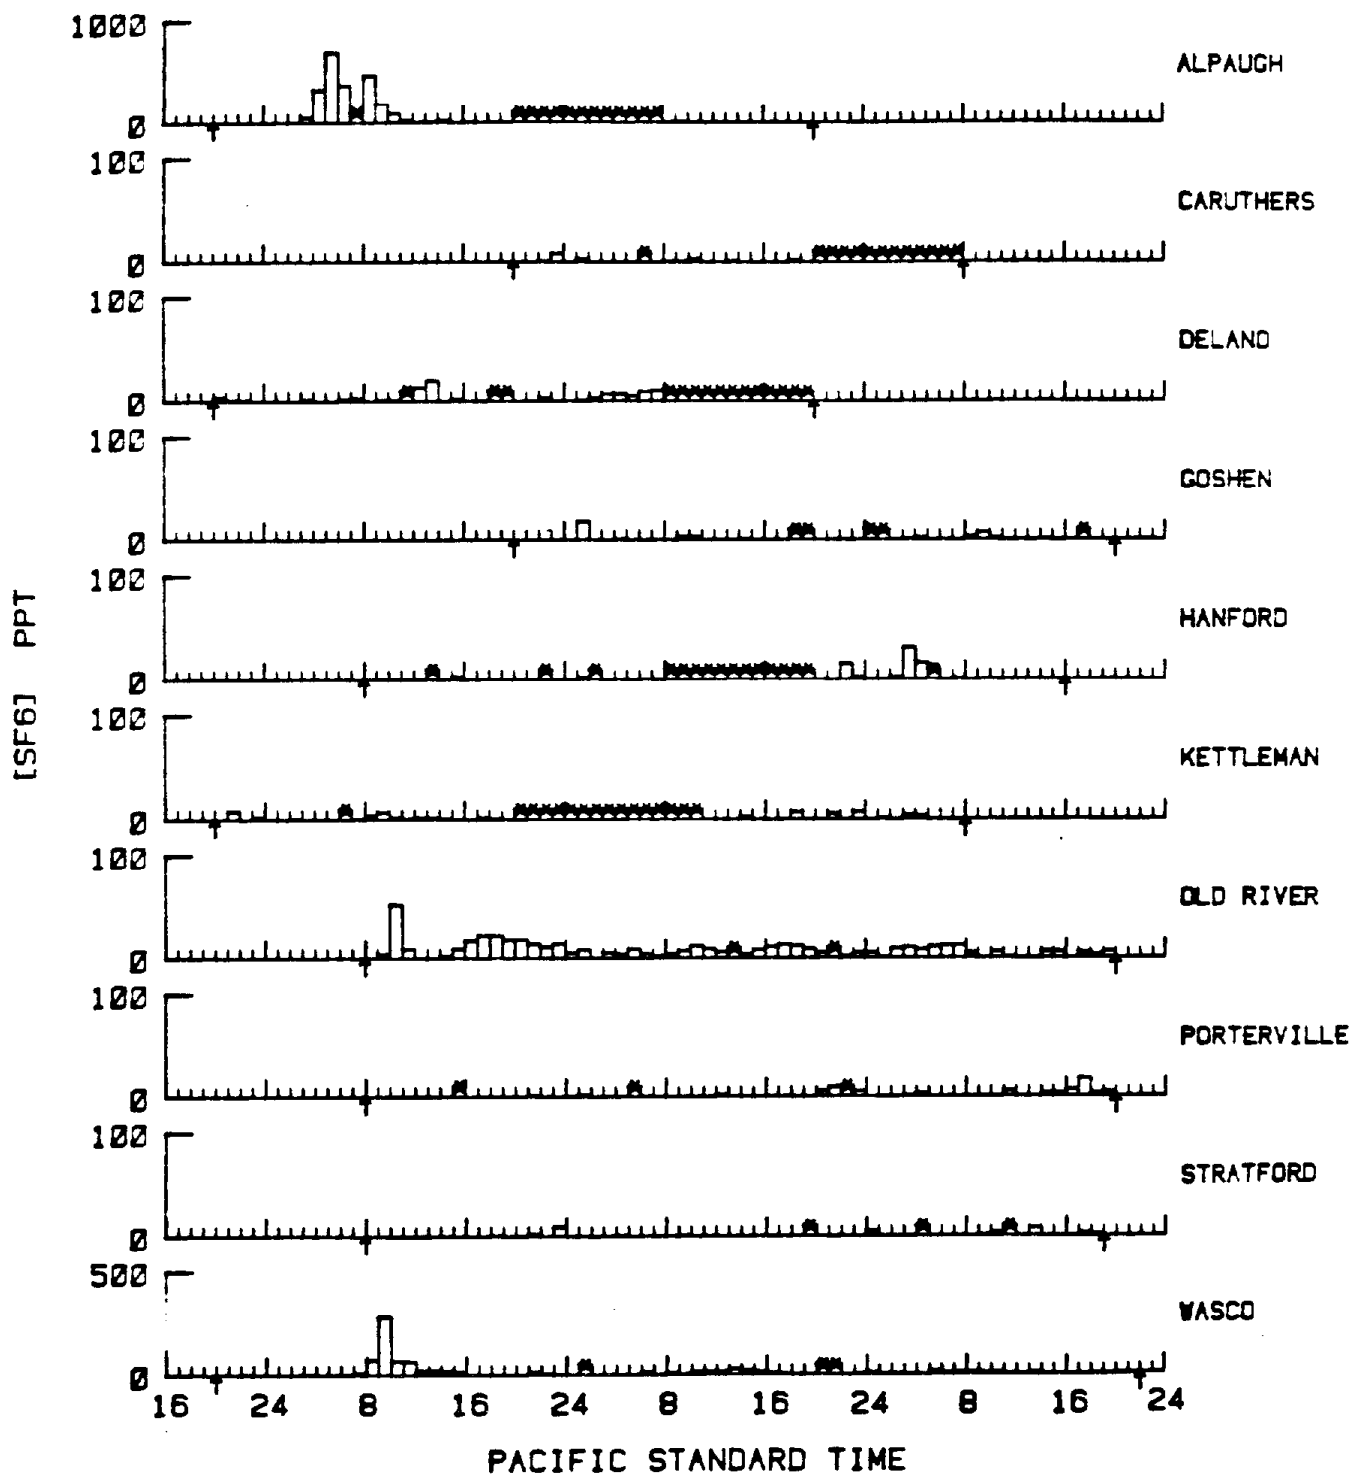 1000
0
ALPAUGH
100
0
CARUTHERS
100
0
DELANO
100
0
GOSHEN
100
0
HANFORD
100
0
KETTLEMAN
100
0
OLD RIVER
100
0
PORTERVILLE
100
0
STRATFORD
500
0
WASCO
[SF6] PPT
16 24 8 16 24 8 16 24 8 16 24
PACIFIC STANDARD TIME